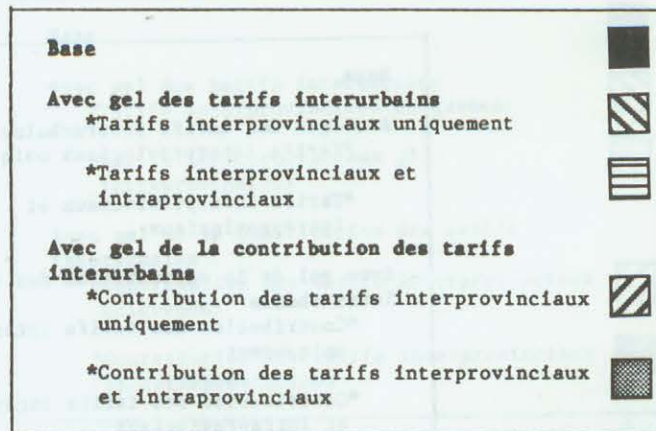 Base
Avec gel des tarifs interurbains
*Tarifs interprovinciaux uniquement
*Tarifs interprovinciaux et
intraprovinciaux
Avec gel de la contribution des tarifs
interurbains
*Contribution des tarifs interprovinciaux
uniquement
*Contribution des tarifs interprovinciaux
et intraprovinciaux